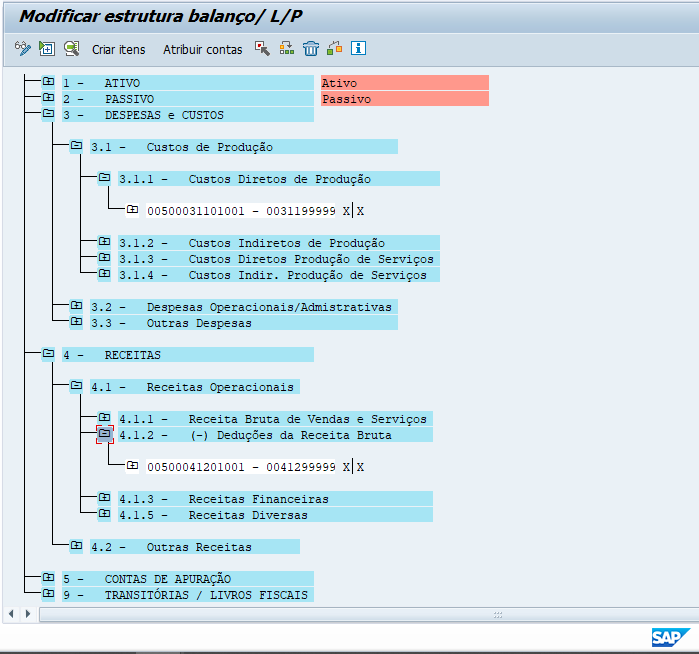 Modificar estrutura balanço/ L/P
Criar itens Atribuir contas
1 - ATIVO Ativo
2 - PASSIVO Passivo
3 - DESPESAS e CUSTOS
3.1 - Custos de Produção
3.1.1 - Custos Diretos de Produção
00500031101001 - 0031199999 X X
3.1.2 - Custos Indiretos de Produção
3.1.3 - Custos Diretos Produção de Serviços
3.1.4 - Custos Indir. Produção de Serviços
3.2 - Despesas Operacionais/Admistrativas
3.3 - Outras Despesas
4 - RECEITAS
4.1 - Receitas Operacionais
4.1.1 - Receita Bruta de Vendas e Serviços
4.1.2 - (-) Deduções da Receita Bruta
00500041201001 - 0041299999 X X
4.1.3 - Receitas Financeiras
4.1.5 - Receitas Diversas
4.2 - Outras Receitas
5 - CONTAS DE APURAÇÃO
9 - TRANSITÓRIAS / LIVROS FISCAIS
SAP